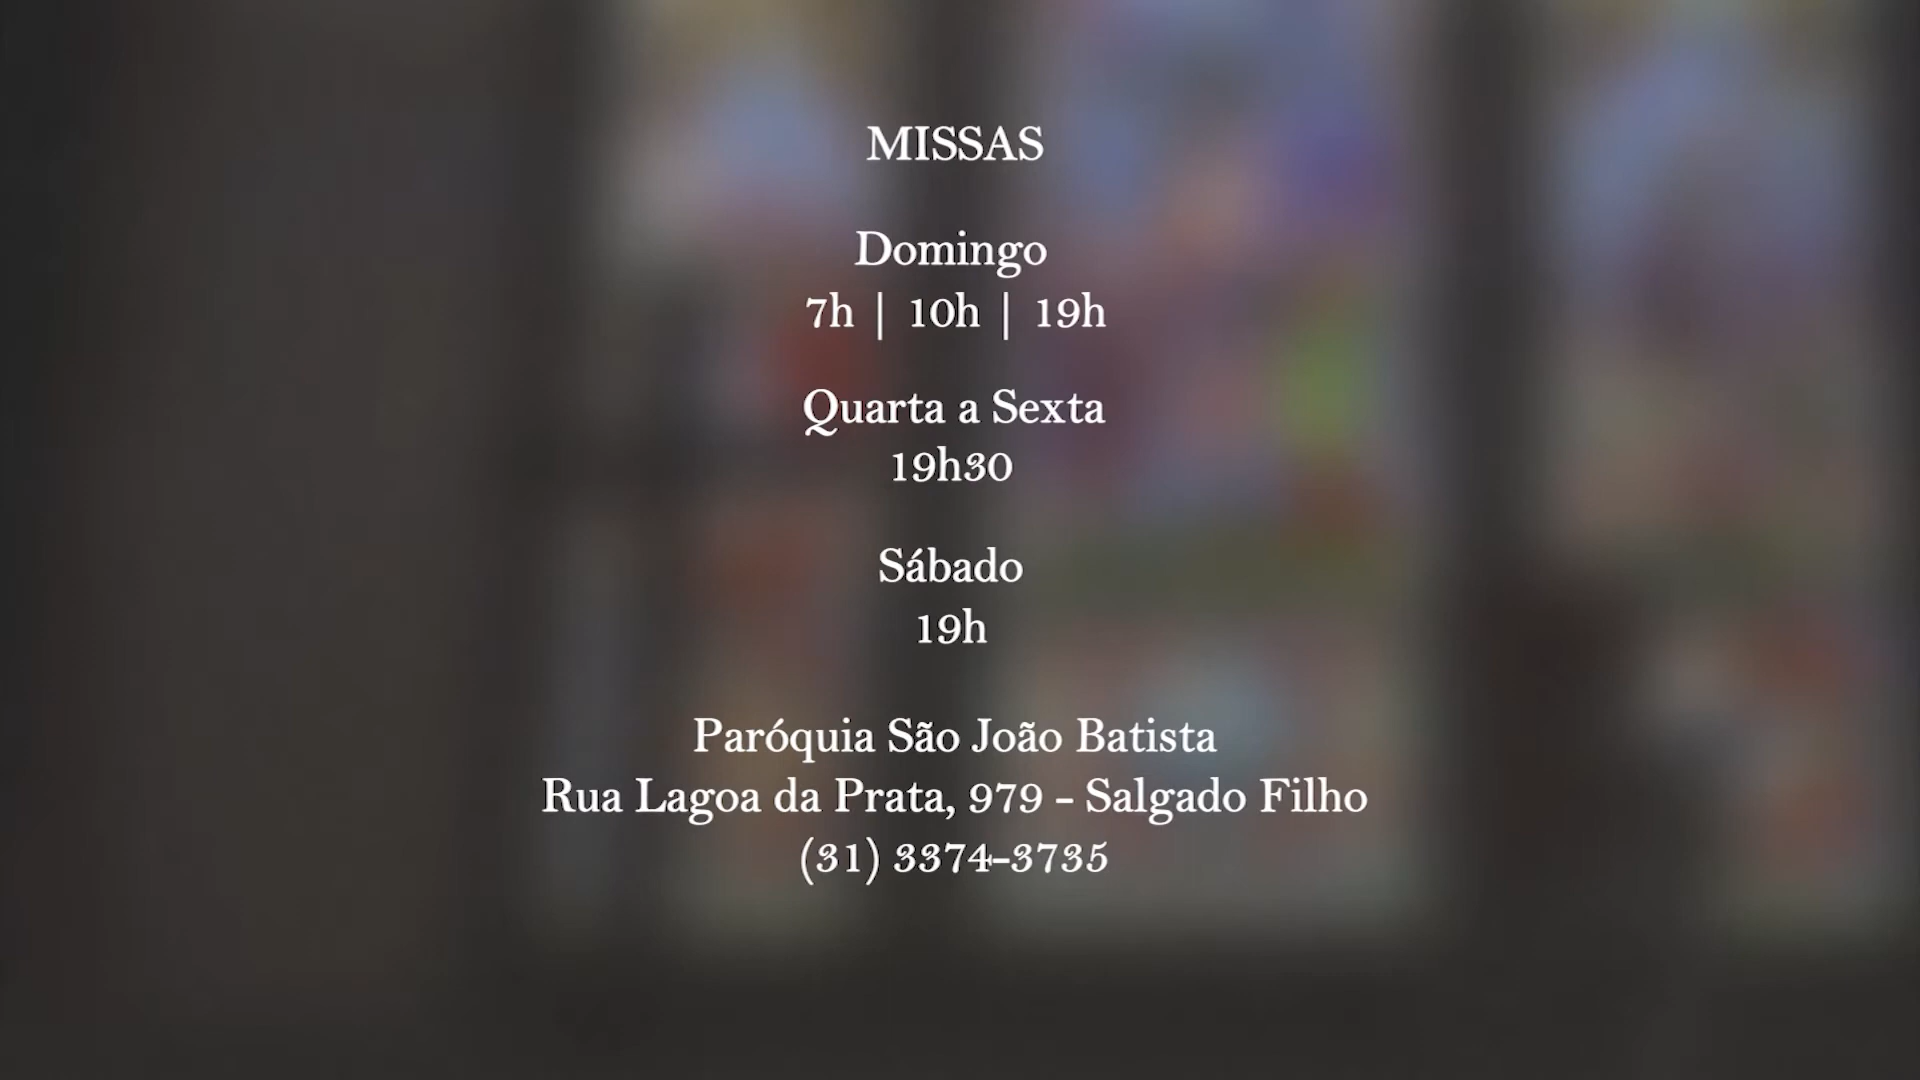 MISSAS
Domingo
7h | 10h | 19h
Quarta a Sexta
19h30
Sábado
19h
Paróquia São João Batista
Rua Lagoa da Prata, 979 - Salgado Filho
(31) 3374-3735